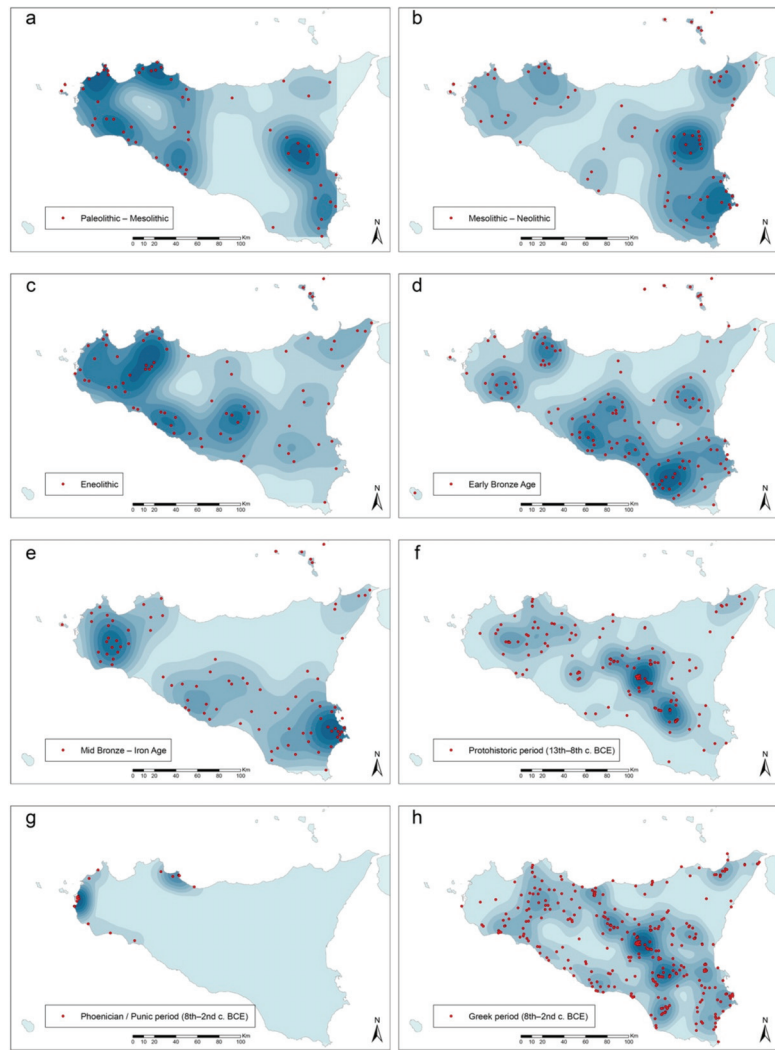 a
b
Paleolithic – Mesolithic
N
0 10 20 40 60 80 100 Km
Mesolithic – Neolithic
N
0 10 20 40 60 80 100 Km
c
d
Eneolithic
N
0 10 20 40 60 80 100 Km
Early Bronze Age
N
0 10 20 40 60 80 100 Km
e
f
Mid Bronze – Iron Age
N
0 10 20 40 60 80 100 Km
Protohistoric period (13th–8th c. BCE)
N
0 10 20 40 60 80 100 Km
g
h
Phoenician / Punic period (8th–2nd c. BCE)
N
0 10 20 40 60 80 100 Km
Greek period (8th–2nd c. BCE)
N
0 10 20 40 60 80 100 Km